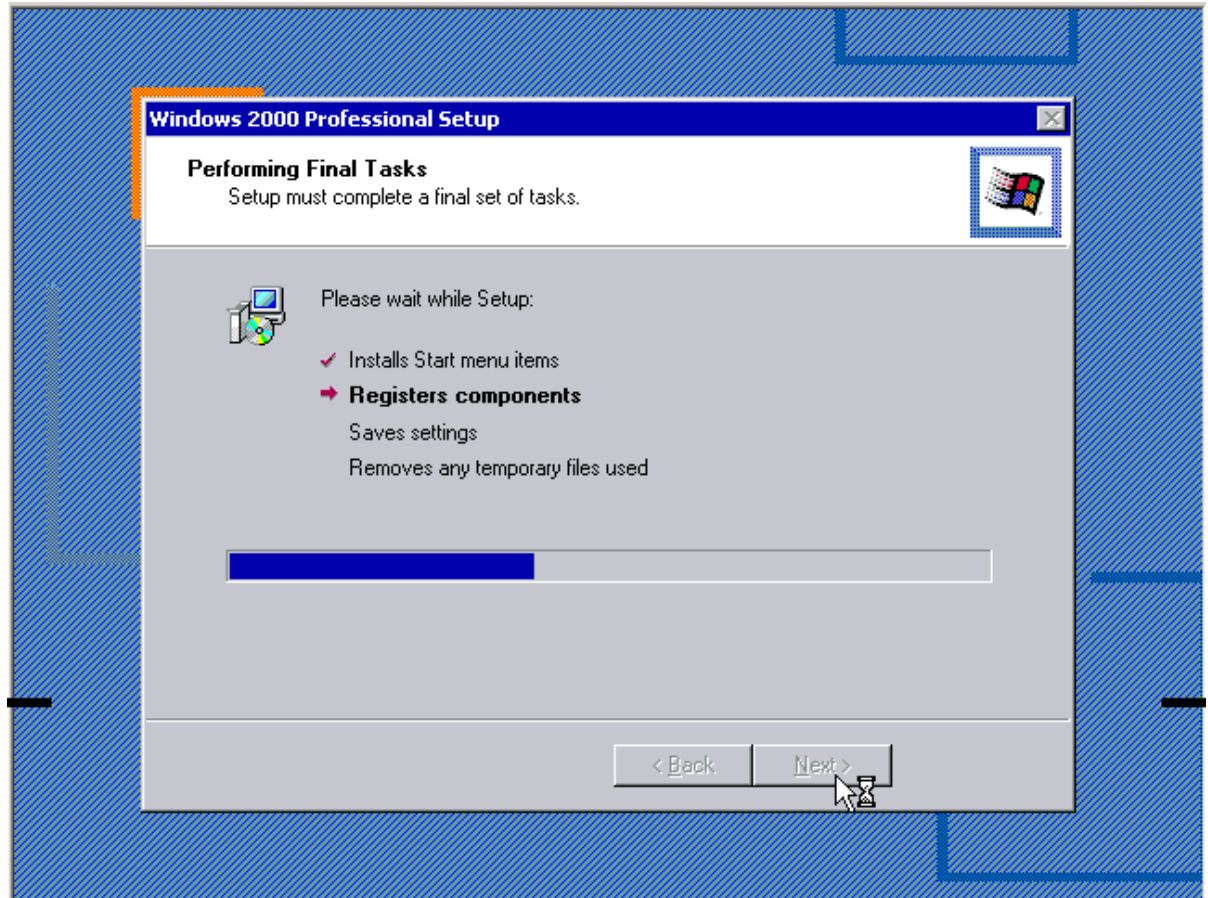 Windows 2000 Professional Setup
Performing Final Tasks
Setup must complete a final set of tasks.
Please wait while Setup:
Installs Start menu items
Registers components
Saves settings
Removes any temporary files used
< Back
Next >